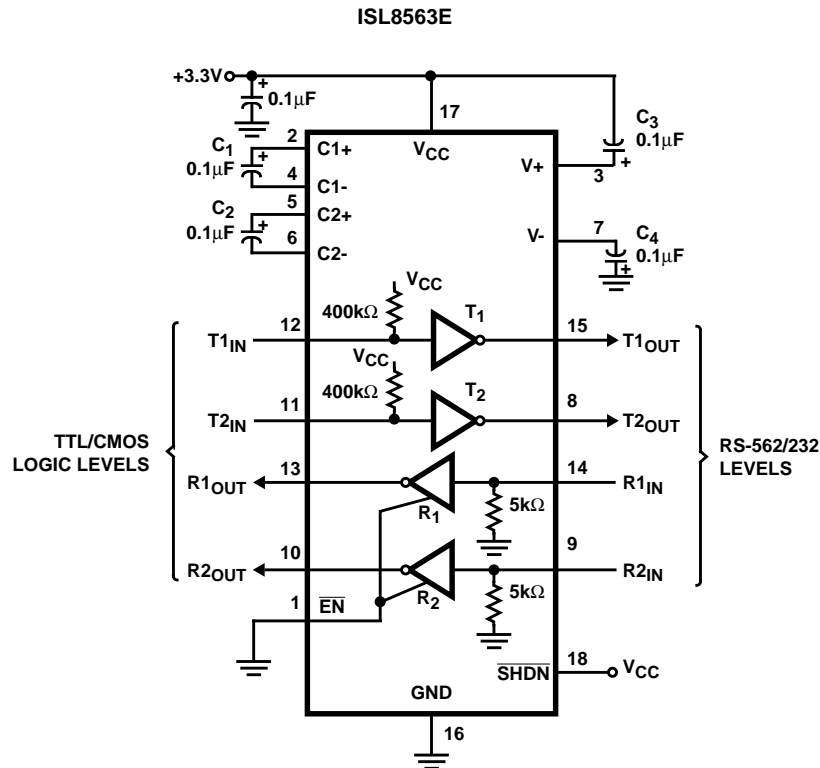 ISL8563E
+3.3V
+
0.1μF
17
C3
0.1μF
+
3
2
C1
0.1μF
+
4
C1+
VCC
V+
C1-
5
C2
0.1μF
+
6
C2+
C2-
V-
7
C4
0.1μF
+
VCC
400kΩ
T1
T1IN
12
15
T1OUT
VCC
400kΩ
T2
T2IN
11
8
T2OUT
TTL/CMOS
LOGIC LEVELS
RS-562/232
LEVELS
R1OUT
13
14
R1IN
R1
5kΩ
R2OUT
10
9
R2IN
R2
5kΩ
1
EN
SHDN
18
VCC
GND
16